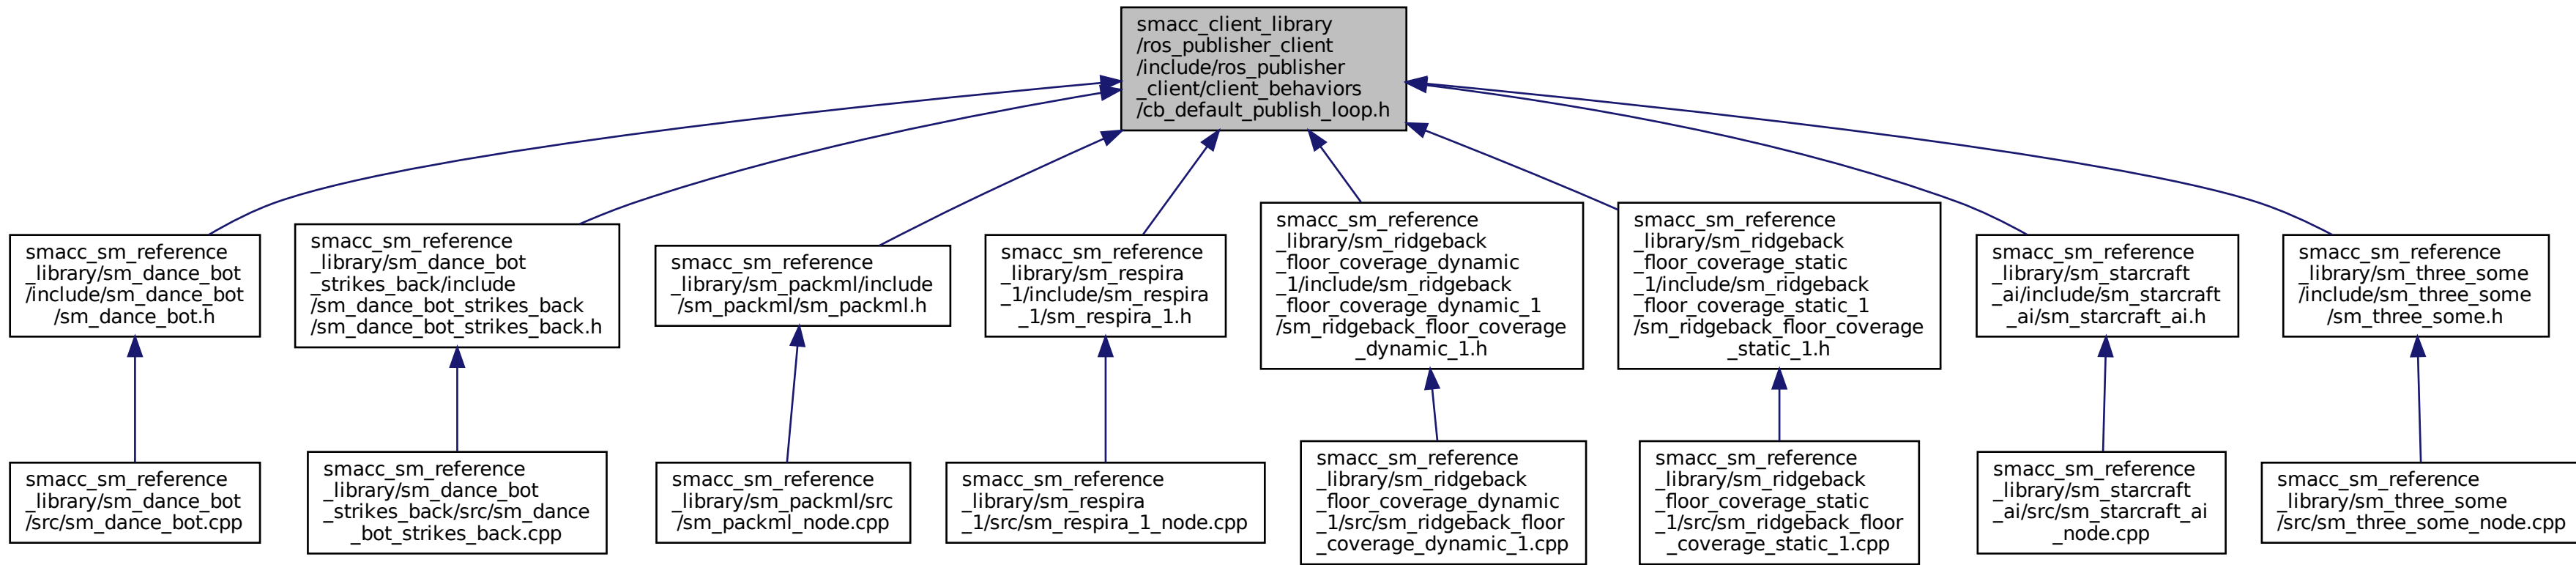 smacc_client_library
/ros_publisher_client
/include/ros_publisher
_client/client_behaviors
/cb_default_publish_loop.h
smacc_sm_reference
_library/sm_dance_bot
/include/sm_dance_bot
/sm_dance_bot.h
smacc_sm_reference
_library/sm_dance_bot
_strikes_back/include
/sm_dance_bot_strikes_back
/sm_dance_bot_strikes_back.h
smacc_sm_reference
_library/sm_packml/include
/sm_packml/sm_packml.h
smacc_sm_reference
_library/sm_respira
_1/include/sm_respira
_1/sm_respira_1.h
smacc_sm_reference
_library/sm_ridgeback
_floor_coverage_dynamic
_1/include/sm_ridgeback
_floor_coverage_dynamic_1
/sm_ridgeback_floor_coverage
_dynamic_1.h
smacc_sm_reference
_library/sm_ridgeback
_floor_coverage_static
_1/include/sm_ridgeback
_floor_coverage_static_1
/sm_ridgeback_floor_coverage
_static_1.h
smacc_sm_reference
_library/sm_starcraft
_ai/include/sm_starcraft
_ai/sm_starcraft_ai.h
smacc_sm_reference
_library/sm_three_some
/include/sm_three_some
/sm_three_some.h
smacc_sm_reference
_library/sm_dance_bot
/src/sm_dance_bot.cpp
smacc_sm_reference
_library/sm_dance_bot
_strikes_back/src/sm_dance
_bot_strikes_back.cpp
smacc_sm_reference
_library/sm_packml/src
/sm_packml_node.cpp
smacc_sm_reference
_library/sm_respira
_1/src/sm_respira_1_node.cpp
smacc_sm_reference
_library/sm_ridgeback
_floor_coverage_dynamic
_1/src/sm_ridgeback_floor
_coverage_dynamic_1.cpp
smacc_sm_reference
_library/sm_ridgeback
_floor_coverage_static
_1/src/sm_ridgeback_floor
_coverage_static_1.cpp
smacc_sm_reference
_library/sm_starcraft
_ai/src/sm_starcraft_ai
_node.cpp
smacc_sm_reference
_library/sm_three_some
/src/sm_three_some_node.cpp